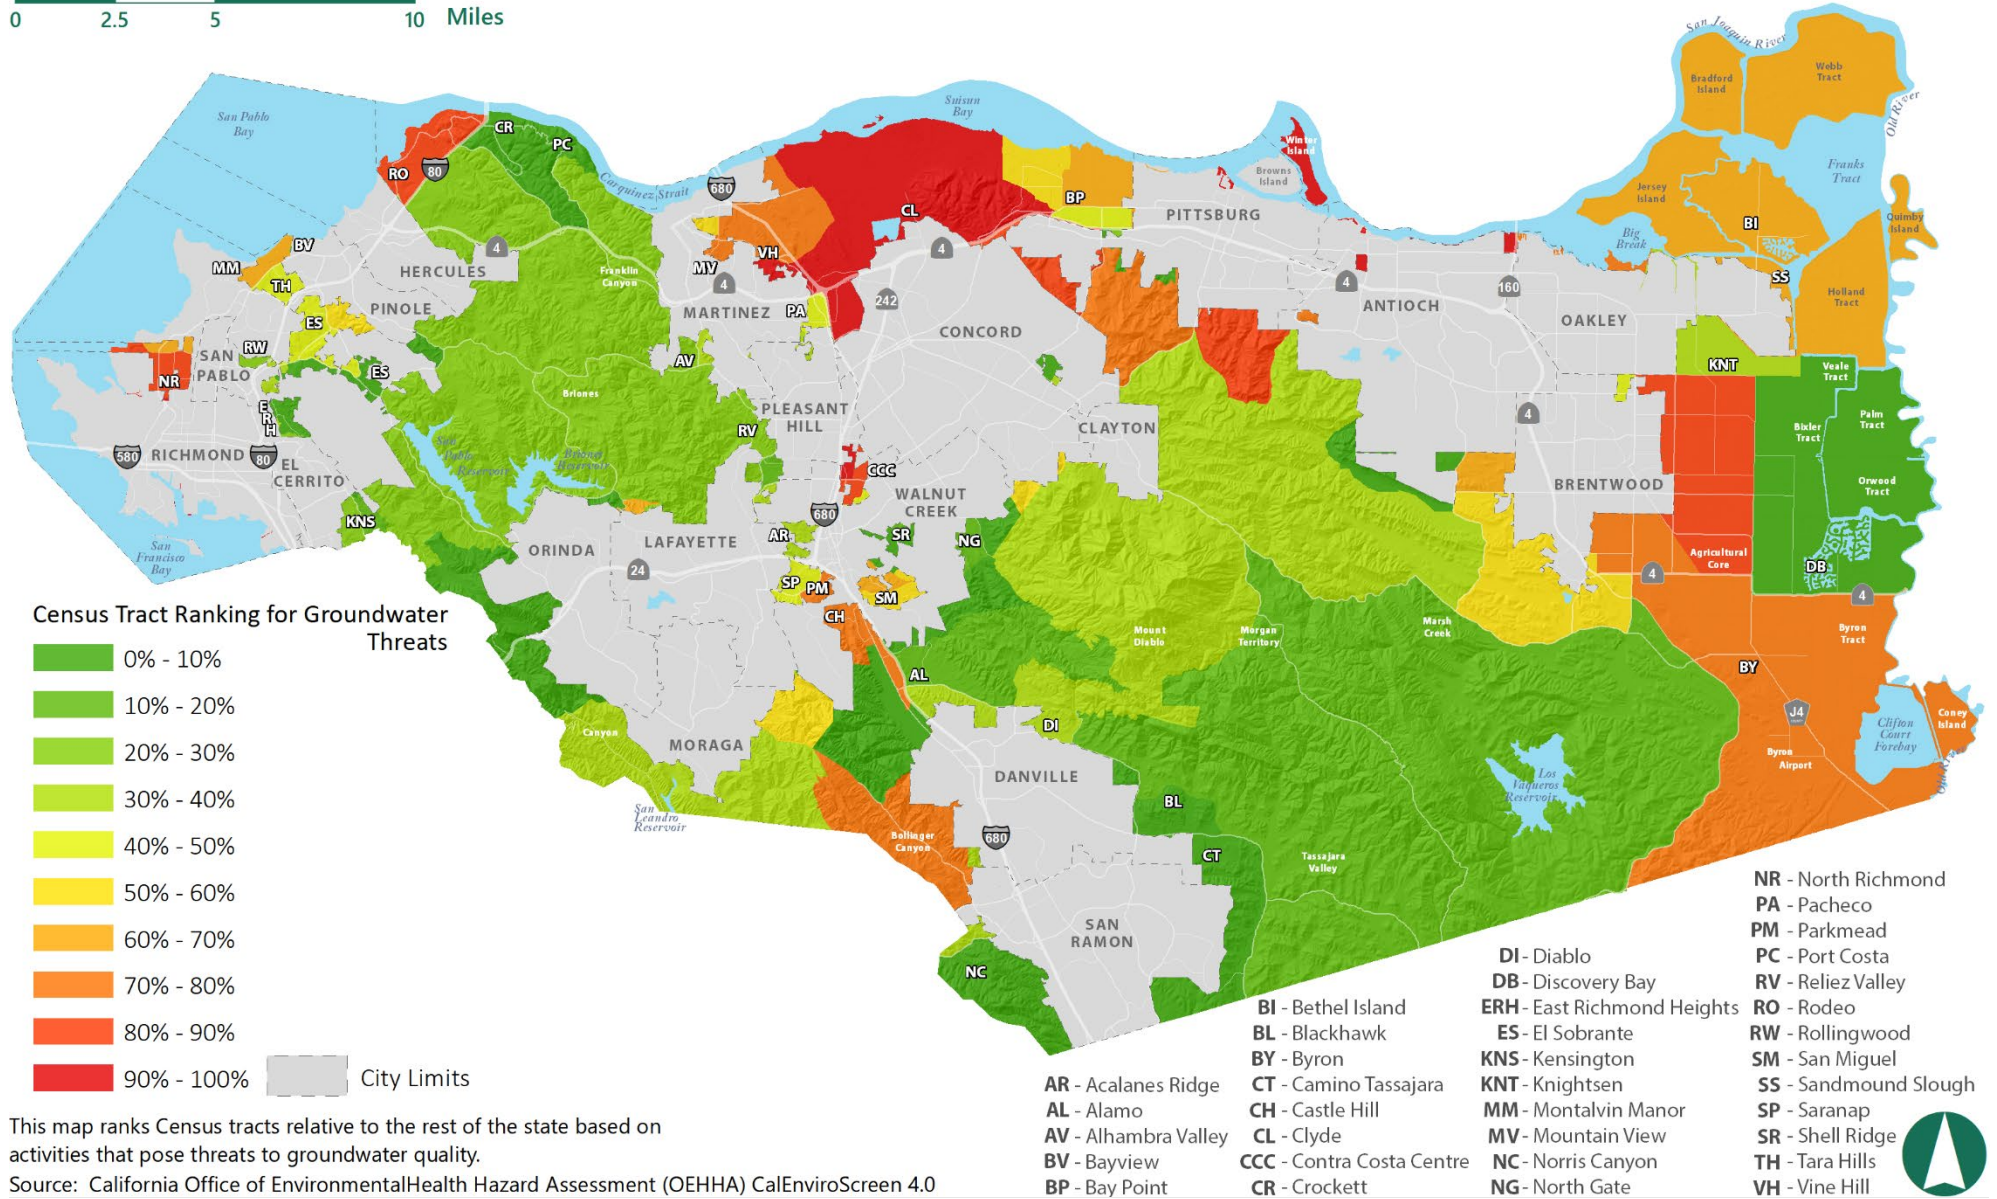 0 2.5 5 10 Miles
San Joaquin River
Bradford
Island
Webb
Tract
Old River
San Pablo
Bay
Suisun
Bay
CR
PC
RO
80
Carquinez Strait
680
Winter
Island
Browns
Island
Franks
Tract
Jersey
Island
BP
PITTSBURG
CL
BI
Quimby
Island
Big
Break
BV
MM
HERCULES
4
Franklin
Canyon
VH
MV
4
4
TH
SS
PINOLE
ES
MARTINEZ
PA
242
4
ANTIOCH
160
OAKLEY
Holland
Tract
CONCORD
RW
SAN
PABLO
ES
NR
AV
KNT
Veale
Tract
Briones
E
R
H
PLEASANT
HILL
RV
CLAYTON
4
Palm
Tract
Bixler
Tract
580
RICHMOND
80
EL
CERRITO
San
Pablo
Reservoir
Briones
Reservoir
CCC
WALNUT
CREEK
BRENTWOOD
Orwood
Tract
KNS
680
San
Francisco
Bay
ORINDA
LAFAYETTE
AR
SR
NG
24
Agricultural
Core
4
DB
4
SP
PM
SM
CH
Mount
Diablo
Morgan
Territory
Marsh
Creek
Byron
Tract
AL
BY
DI
J4
Clifton
Court
Forebay
Coney
Island
Old River
Canyon
MORAGA
DANVILLE
Byron
Airport
Los
Vaqueros
Reservoir
San
Leandro
Reservoir
BL
Bollinger
Canyon
680
CT
Tassajara
Valley
SAN
RAMON
NC
Census Tract Ranking for Groundwater
Threats
0% - 10%
10% - 20%
20% - 30%
30% - 40%
40% - 50%
50% - 60%
60% - 70%
70% - 80%
80% - 90%
90% - 100%
City Limits
This map ranks Census tracts relative to the rest of the state based on
activities that pose threats to groundwater quality.
Source: California Office of EnvironmentalHealth Hazard Assessment (OEHHA) CalEnviroScreen 4.0
AR - Acalanes Ridge
AL - Alamo
AV - Alhambra Valley
BV - Bayview
BP - Bay Point
BI - Bethel Island
BL - Blackhawk
BY - Byron
CT - Camino Tassajara
CH - Castle Hill
CL - Clyde
CCC - Contra Costa Centre
CR - Crockett
DI - Diablo
DB - Discovery Bay
ERH - East Richmond Heights
ES - El Sobrante
KNS - Kensington
KNT - Knightsen
MM - Montalvin Manor
MV - Mountain View
NC - Norris Canyon
NG - North Gate
NR - North Richmond
PA - Pacheco
PM - Parkmead
PC - Port Costa
RV - Reliez Valley
RO - Rodeo
RW - Rollingwood
SM - San Miguel
SS - Sandmound Slough
SP - Saranap
SR - Shell Ridge
TH - Tara Hills
VH - Vine Hill